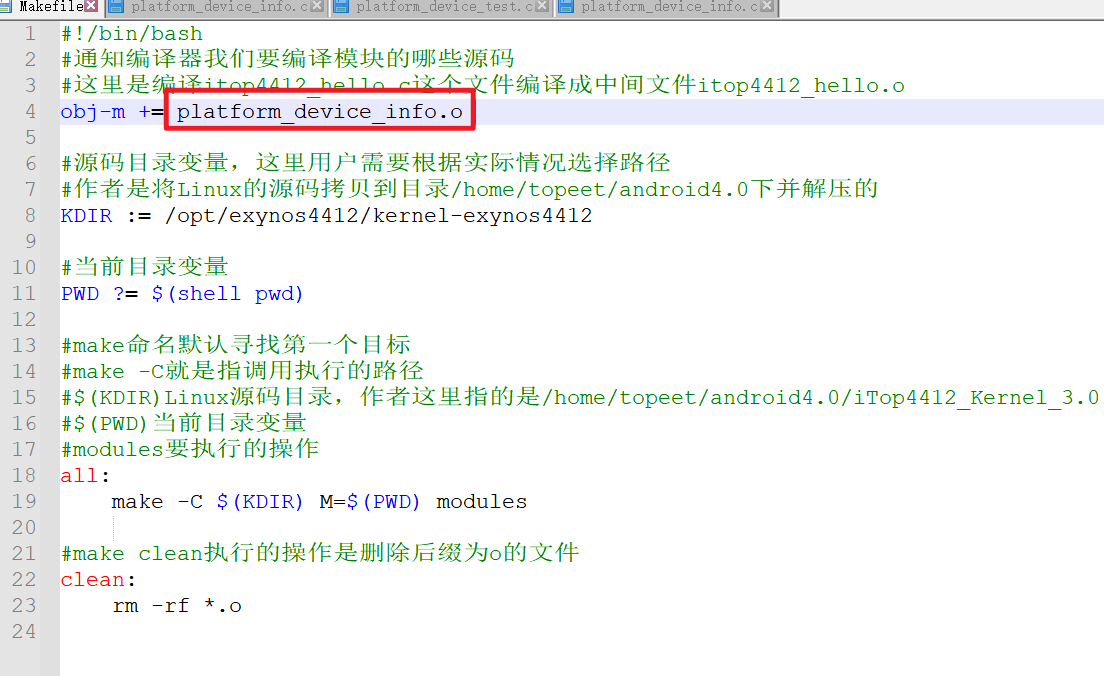 Makefile platform_device_info.c platform_device_test.c platform_device_info.c
1 #!/bin/bash
2 #通知编译器我们要编译模块的哪些源码
3 #这里是编译itop4412_hello.c这个文件编译成中间文件itop4412_hello.o
4 obj-m += platform_device_info.o
5
6 #源码目录变量，这里用户需要根据实际情况选择路径
7 #作者是将Linux的源码拷贝到目录/home/topeet/android4.0下并解压的
8 KDIR := /opt/exynos4412/kernel-exynos4412
9
10 #当前目录变量
11 PWD ?= $(shell pwd)
12
13 #make命名默认寻找第一个目标
14 #make -C就是指调用执行的路径
15 #$(KDIR)Linux源码目录，作者这里指的是/home/topeet/android4.0/iTop4412_Kernel_3.0
16 #$(PWD)当前目录变量
17 #modules要执行的操作
18 all:
19 make -C $(KDIR) M=$(PWD) modules
20
21 #make clean执行的操作是删除后缀为o的文件
22 clean:
23 rm -rf *.o
24